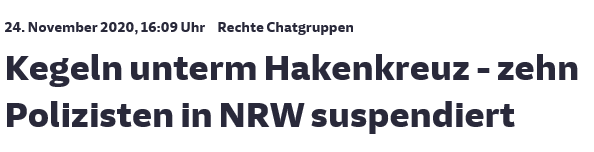 24. November 2020, 16:09 Uhr Rechte Chatgruppen
Kegeln unterm Hakenkreuz - zehn
Polizisten in NRW suspendiert